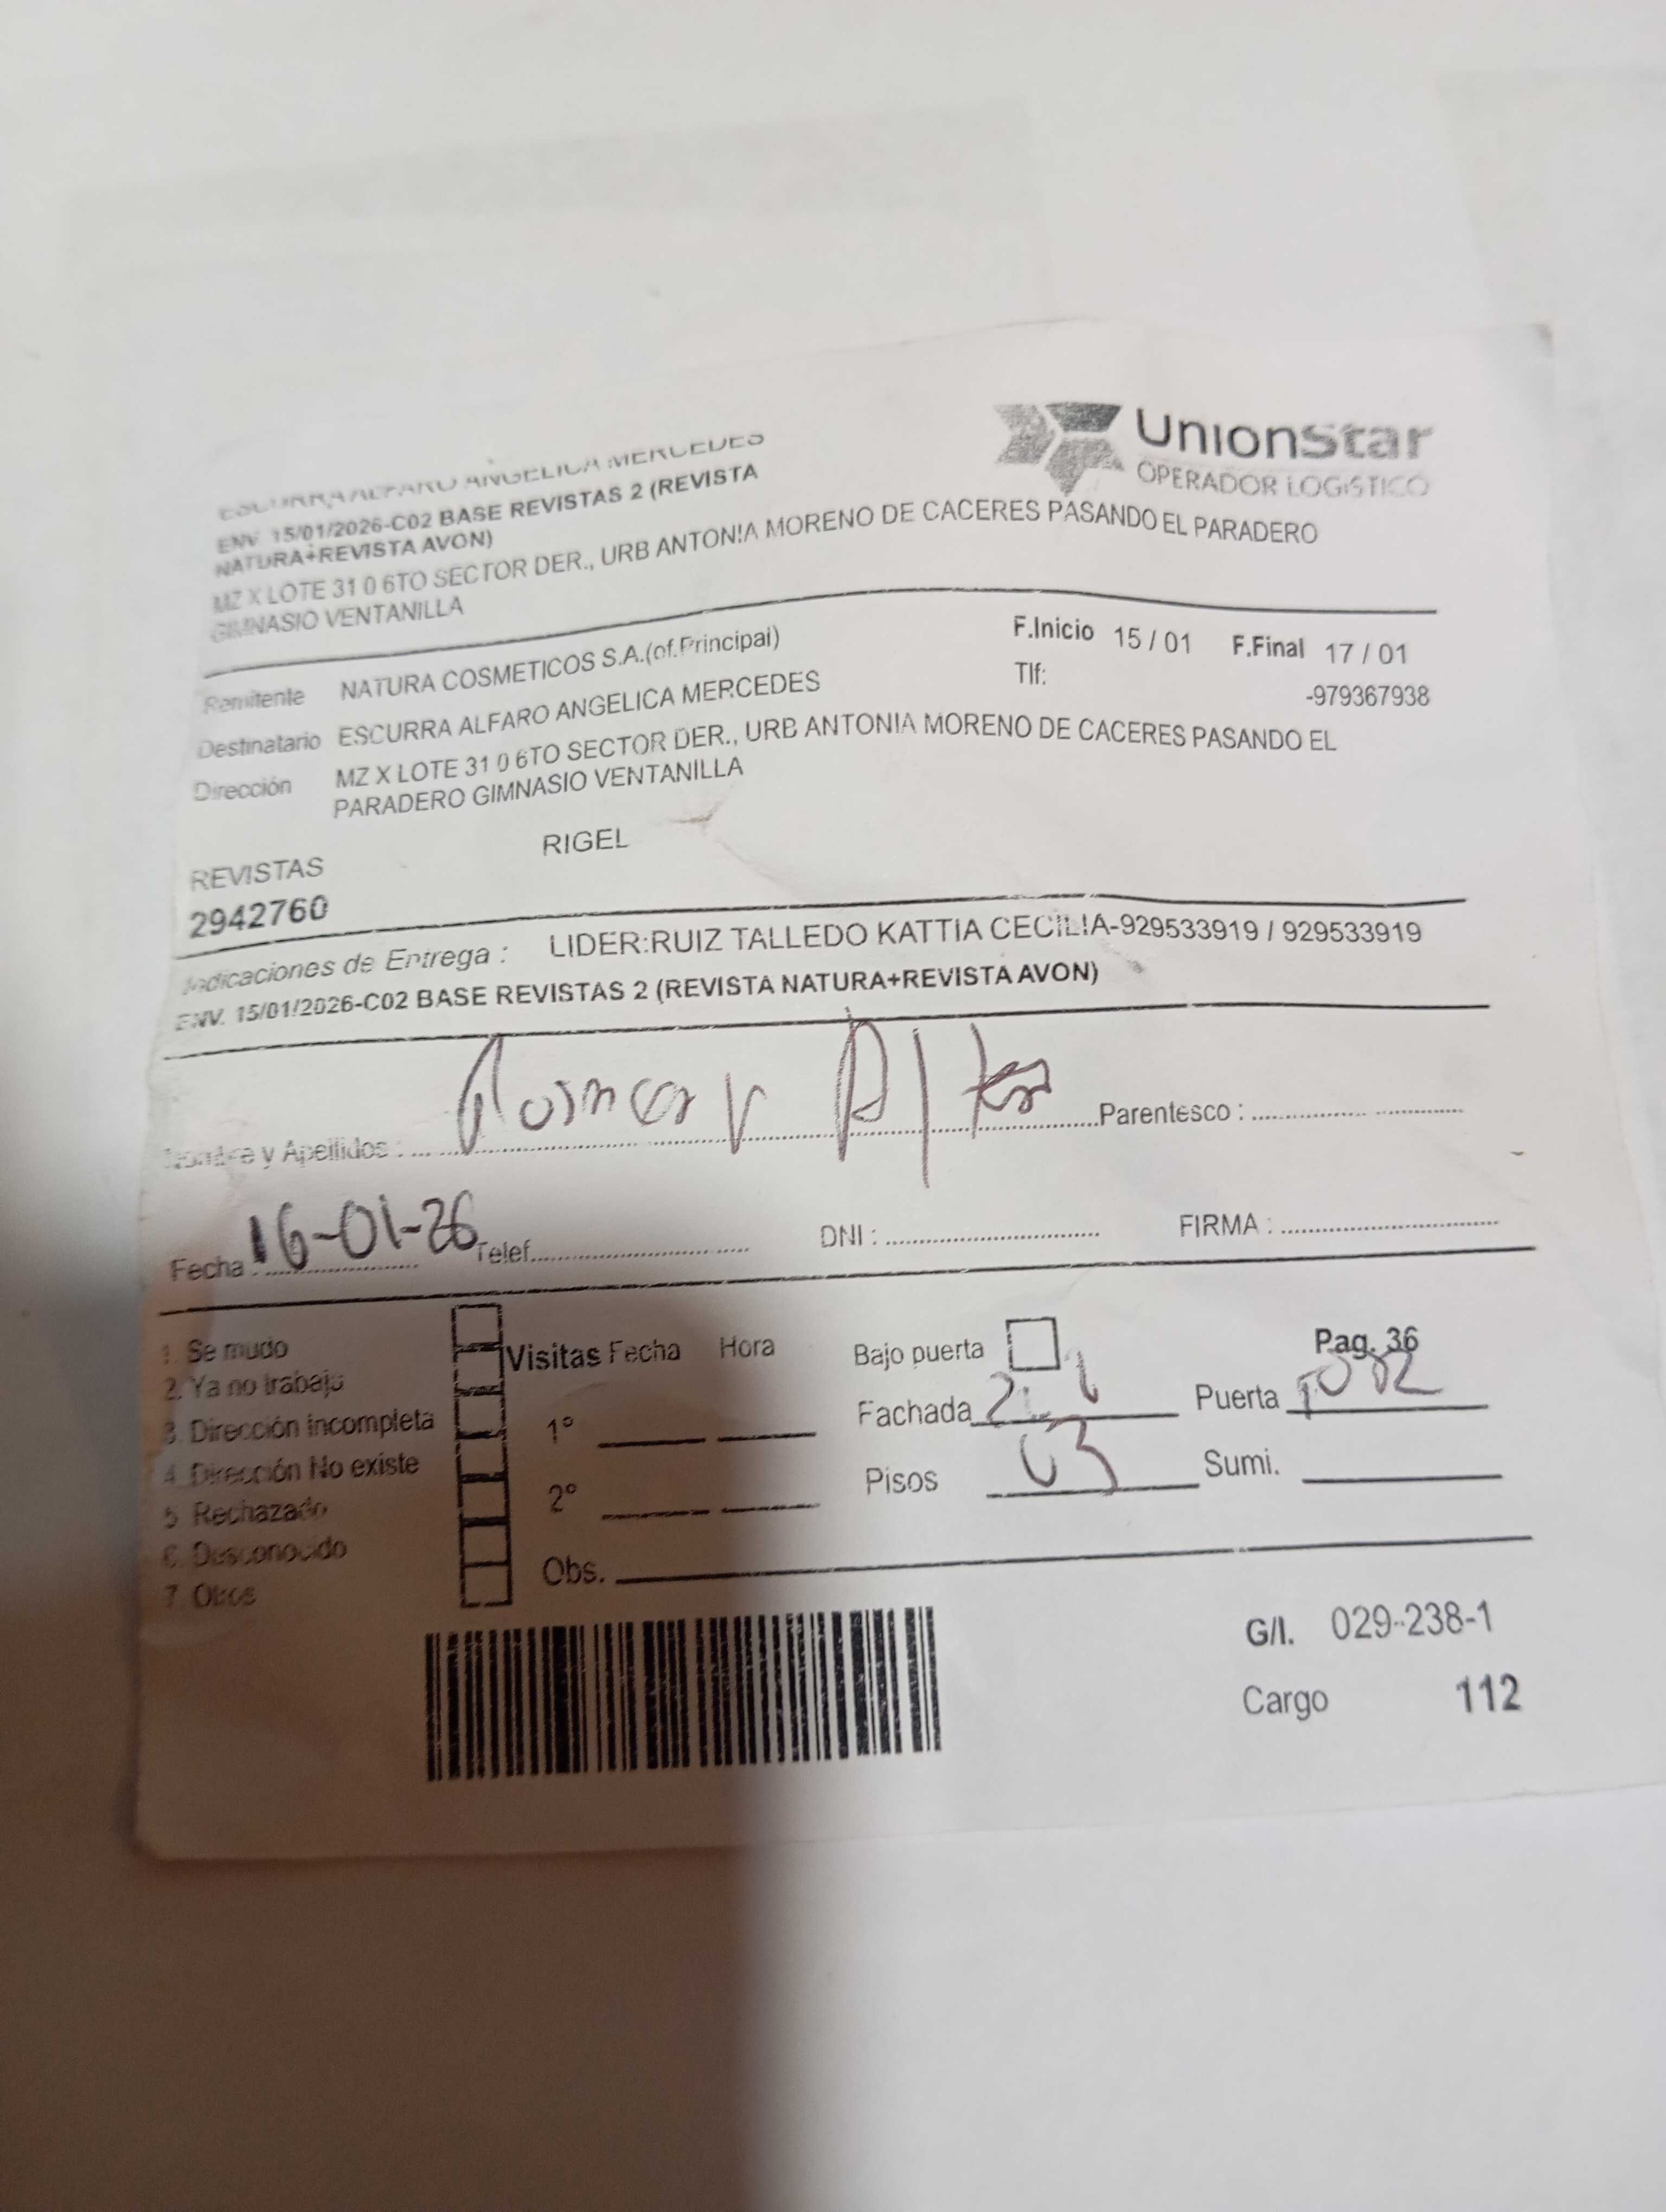 UnionStar
OPERADOR LOGISTICO
ESCURRA ALFARO ANGELICA MERCEDES
ENV. 15/01/2026-C02 BASE REVISTAS 2 (REVISTA
NATURA+REVISTA AVON)
MZ X LOTE 31 0 6TO SECTOR DER., URB ANTONIA MORENO DE CACERES PASANDO EL PARADERO
GIMNASIO VENTANILLA
Remitente NATURA COSMETICOS S.A.(of.Principal) F.Inicio 15 / 01 F.Final 17 / 01
Destinatario ESCURRA ALFARO ANGELICA MERCEDES Tlf: -979367938
Dirección MZ X LOTE 31 0 6TO SECTOR DER., URB ANTONIA MORENO DE CACERES PASANDO EL
PARADERO GIMNASIO VENTANILLA
REVISTAS RIGEL
2942760
Indicaciones de Entrega : LIDER:RUIZ TALLEDO KATTIA CECILIA-929533919 / 929533919
ENV. 15/01/2026-C02 BASE REVISTAS 2 (REVISTA NATURA+REVISTA AVON)
Nombre y Apellidos : Parentesco :
Fecha : 16-01-26 Telef. DNI : FIRMA :
1. Se mudo Visitas Fecha Hora Bajo puerta Pag. 36
2. Ya no trabaja
3. Dirección incompleta 1° Fachada Puerta
4. Dirección No existe
5. Rechazado 2° Pisos 03 Sumi.
6. Desconocido
7. Otros Obs.
G/I. 029-238-1
Cargo 112